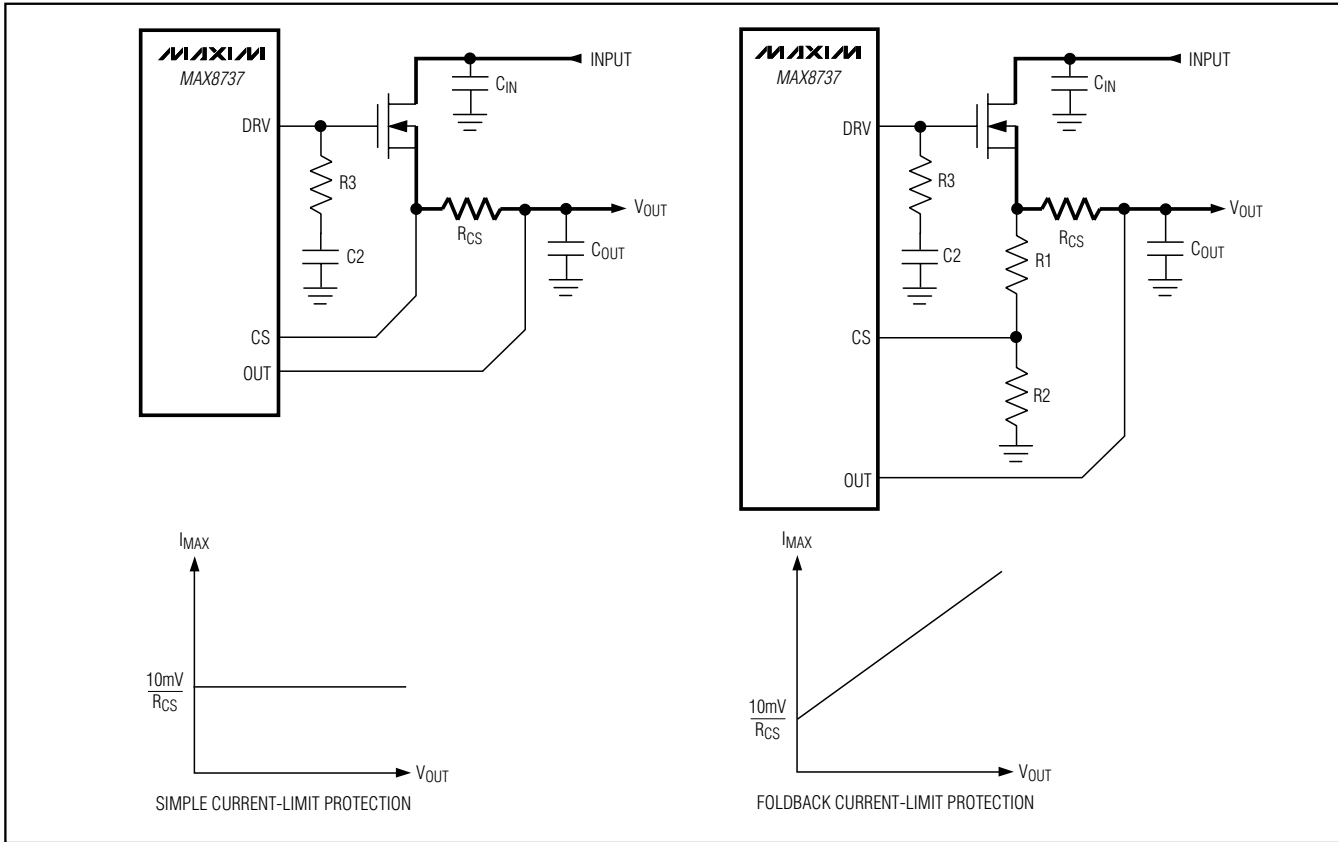 MAXIM
MAX8737
DRV
CS
OUT
R3
C2
CIN
INPUT
RCS
COUT
VOUT
IMAX
10mV
RCS
VOUT
SIMPLE CURRENT-LIMIT PROTECTION
MAXIM
MAX8737
DRV
CS
OUT
R3
C2
CIN
INPUT
RCS
R1
R2
COUT
VOUT
IMAX
10mV
RCS
VOUT
FOLDBACK CURRENT-LIMIT PROTECTION